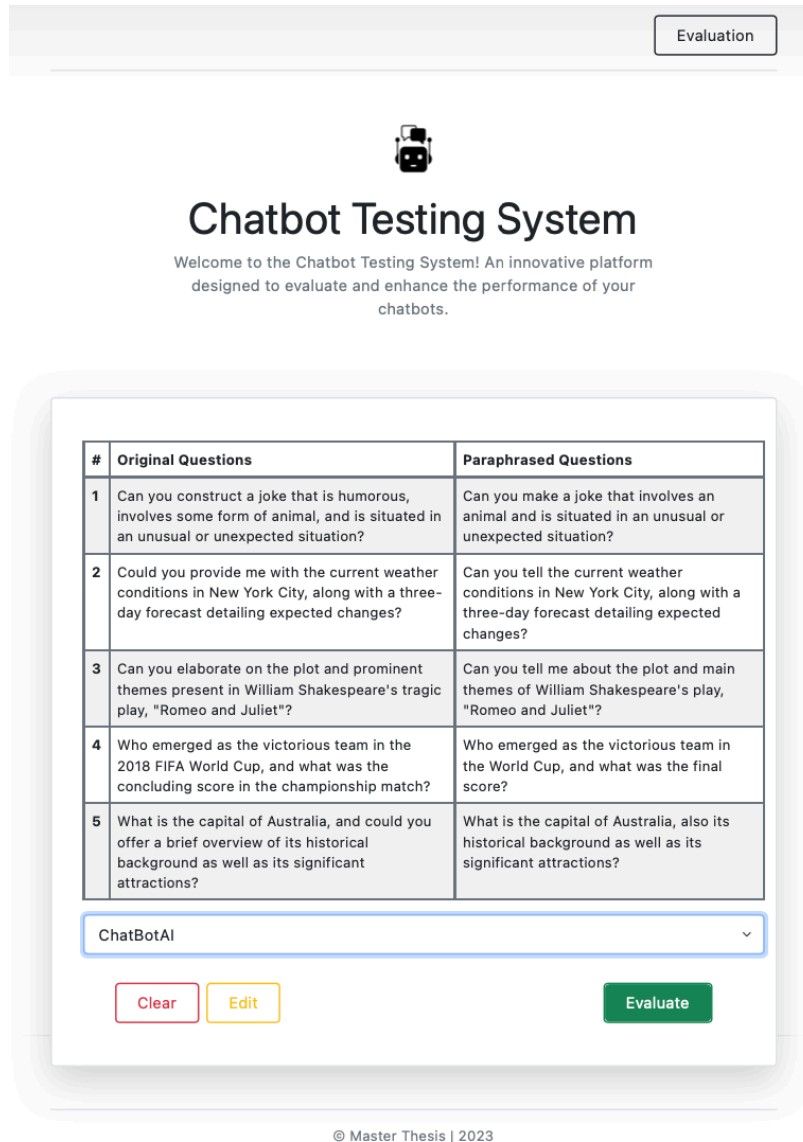 Evaluation
Chatbot Testing System
Welcome to the Chatbot Testing System! An innovative platform
designed to evaluate and enhance the performance of your
chatbots.
# Original Questions Paraphrased Questions
1 Can you construct a joke that is humorous, Can you make a joke that involves an
involves some form of animal, and is situated in animal and is situated in an unusual or
an unusual or unexpected situation? unexpected situation?
2 Could you provide me with the current weather Can you tell the current weather
conditions in New York City, along with a three- conditions in New York City, along with a
day forecast detailing expected changes? three-day forecast detailing expected
changes?
3 Can you elaborate on the plot and prominent Can you tell me about the plot and main
themes present in William Shakespeare's tragic themes of William Shakespeare's play,
play, "Romeo and Juliet"? "Romeo and Juliet"?
4 Who emerged as the victorious team in the Who emerged as the victorious team in
2018 FIFA World Cup, and what was the the World Cup, and what was the final
concluding score in the championship match? score?
5 What is the capital of Australia, and could you What is the capital of Australia, also its
offer a brief overview of its historical historical background as well as its
background as well as its significant significant attractions?
attractions?
ChatBotAI
Clear Edit Evaluate
© Master Thesis | 2023